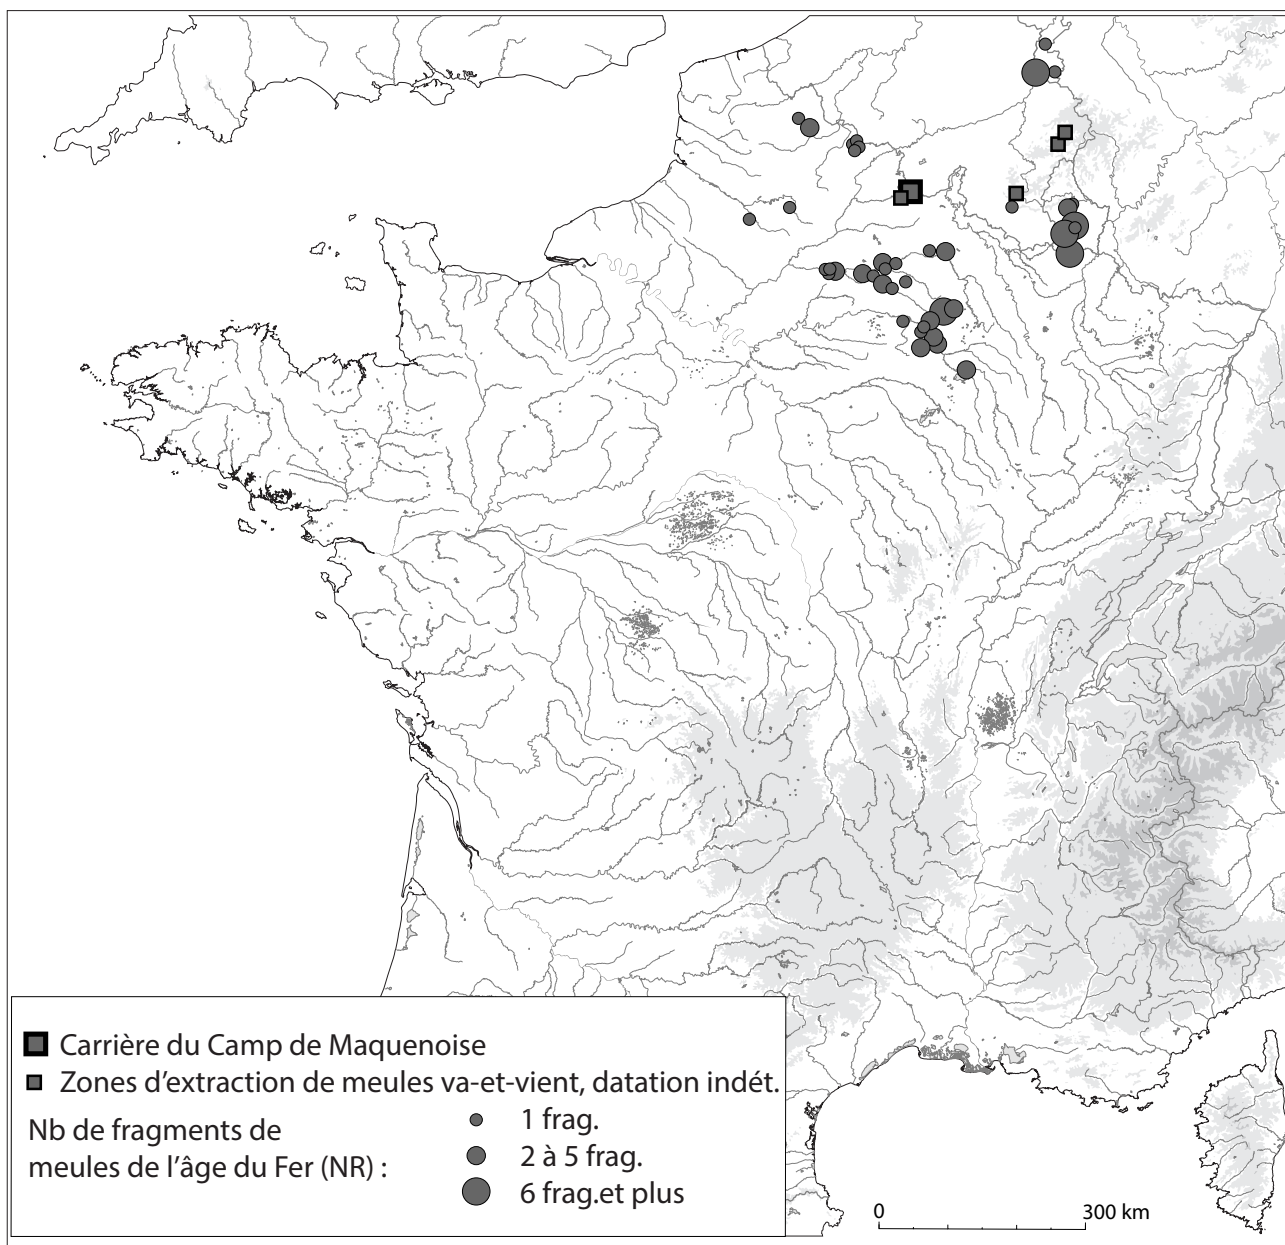 Carrière du Camp de Maquenoise
Zones d'extraction de meules va-et-vient, datation indét.
Nb de fragments de
meules de l'âge du Fer (NR) :
1 frag.
2 à 5 frag.
6 frag.et plus
0 300 km